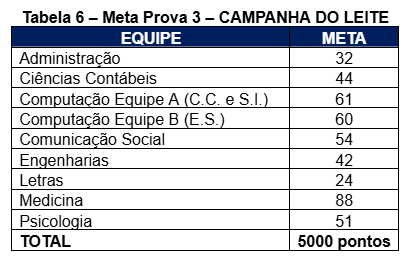 Tabela 6 – Meta Prova 3 – CAMPANHA DO LEITE
EQUIPE META
Administração 32
Ciências Contábeis 44
Computação Equipe A (C.C. e S.I.) 61
Computação Equipe B (E.S.) 60
Comunicação Social 54
Engenharias 42
Letras 24
Medicina 88
Psicologia 51
TOTAL 5000 pontos